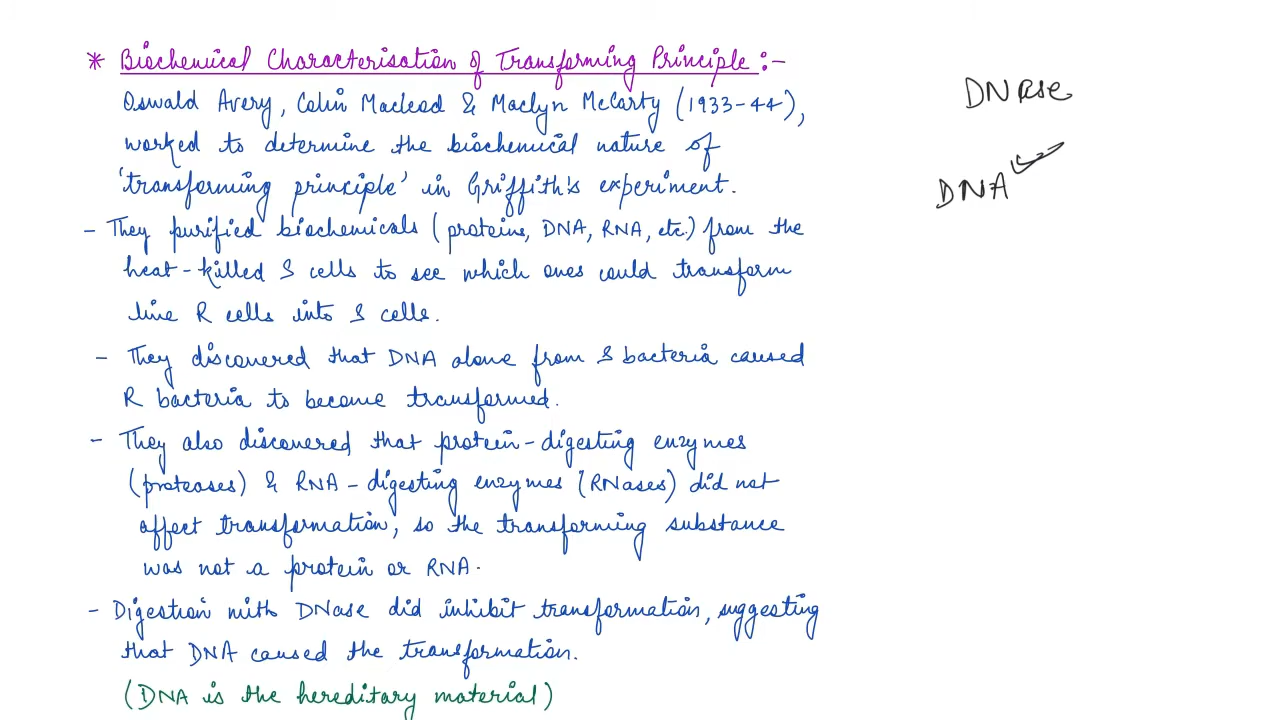 * Biochemical Characterisation of Transforming Principle :-
Oswald Avery, Colin Macleod & Maclyn McCarty (1933-44),
worked to determine the biochemical nature of
'transforming principle' in Griffith's experiment.
- They purified biochemicals (proteins, DNA, RNA, etc.) from the
heat-killed S cells to see which ones could transform
live R cells into S cells.
- They discovered that DNA alone from S bacteria caused
R bacteria to become transformed.
- They also discovered that protein-digesting enzymes
(proteases) & RNA-digesting enzymes (RNases) did not
affect transformation, so the transforming substance
was not a protein or RNA.
- Digestion with DNase did inhibit transformation, suggesting
that DNA caused the transformation.
(DNA is the hereditary material)
DNase
DNA